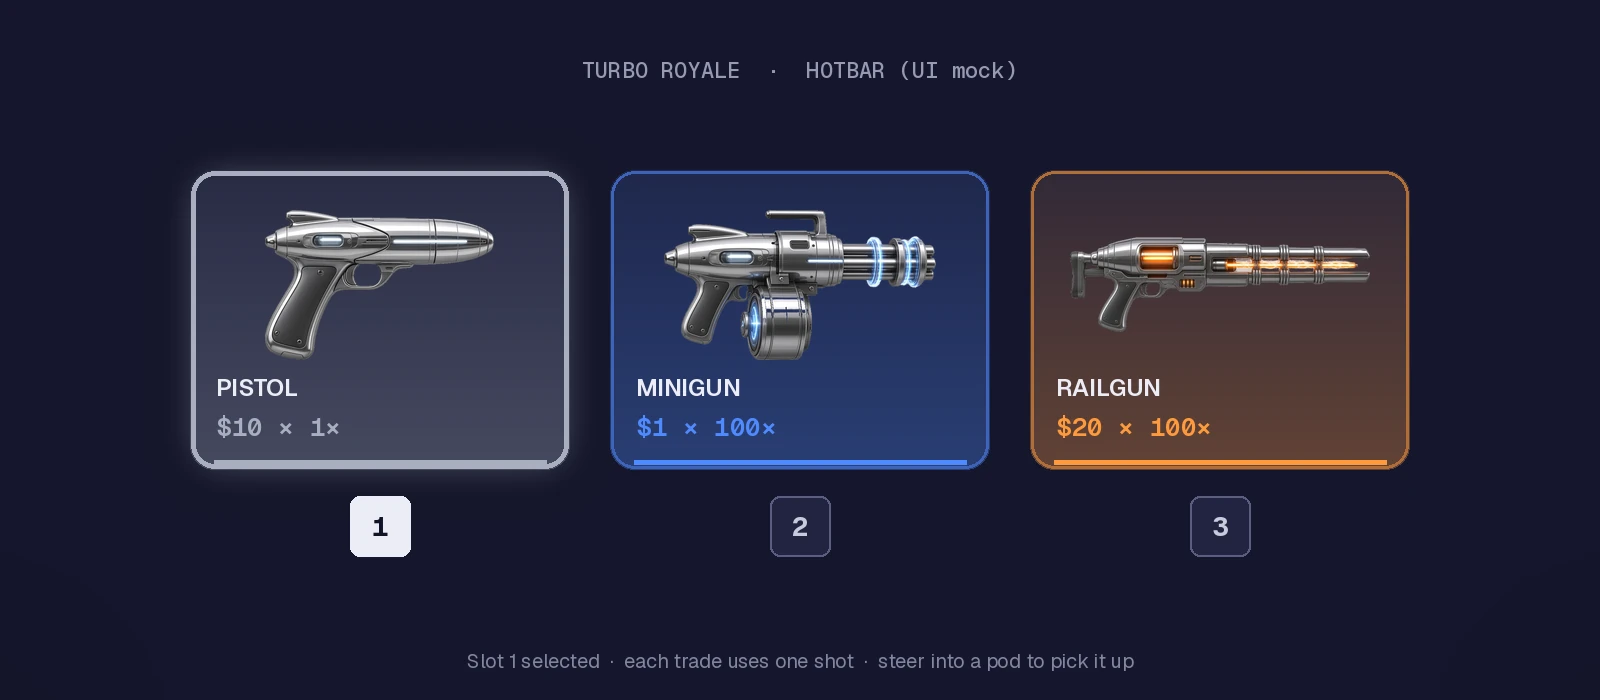 TURBO ROYALE · HOTBAR (UI mock)
PISTOL
$10 × 1×
1
MINIGUN
$1 × 100×
2
RAILGUN
$20 × 100×
3
Slot 1 selected · each trade uses one shot · steer into a pod to pick it up